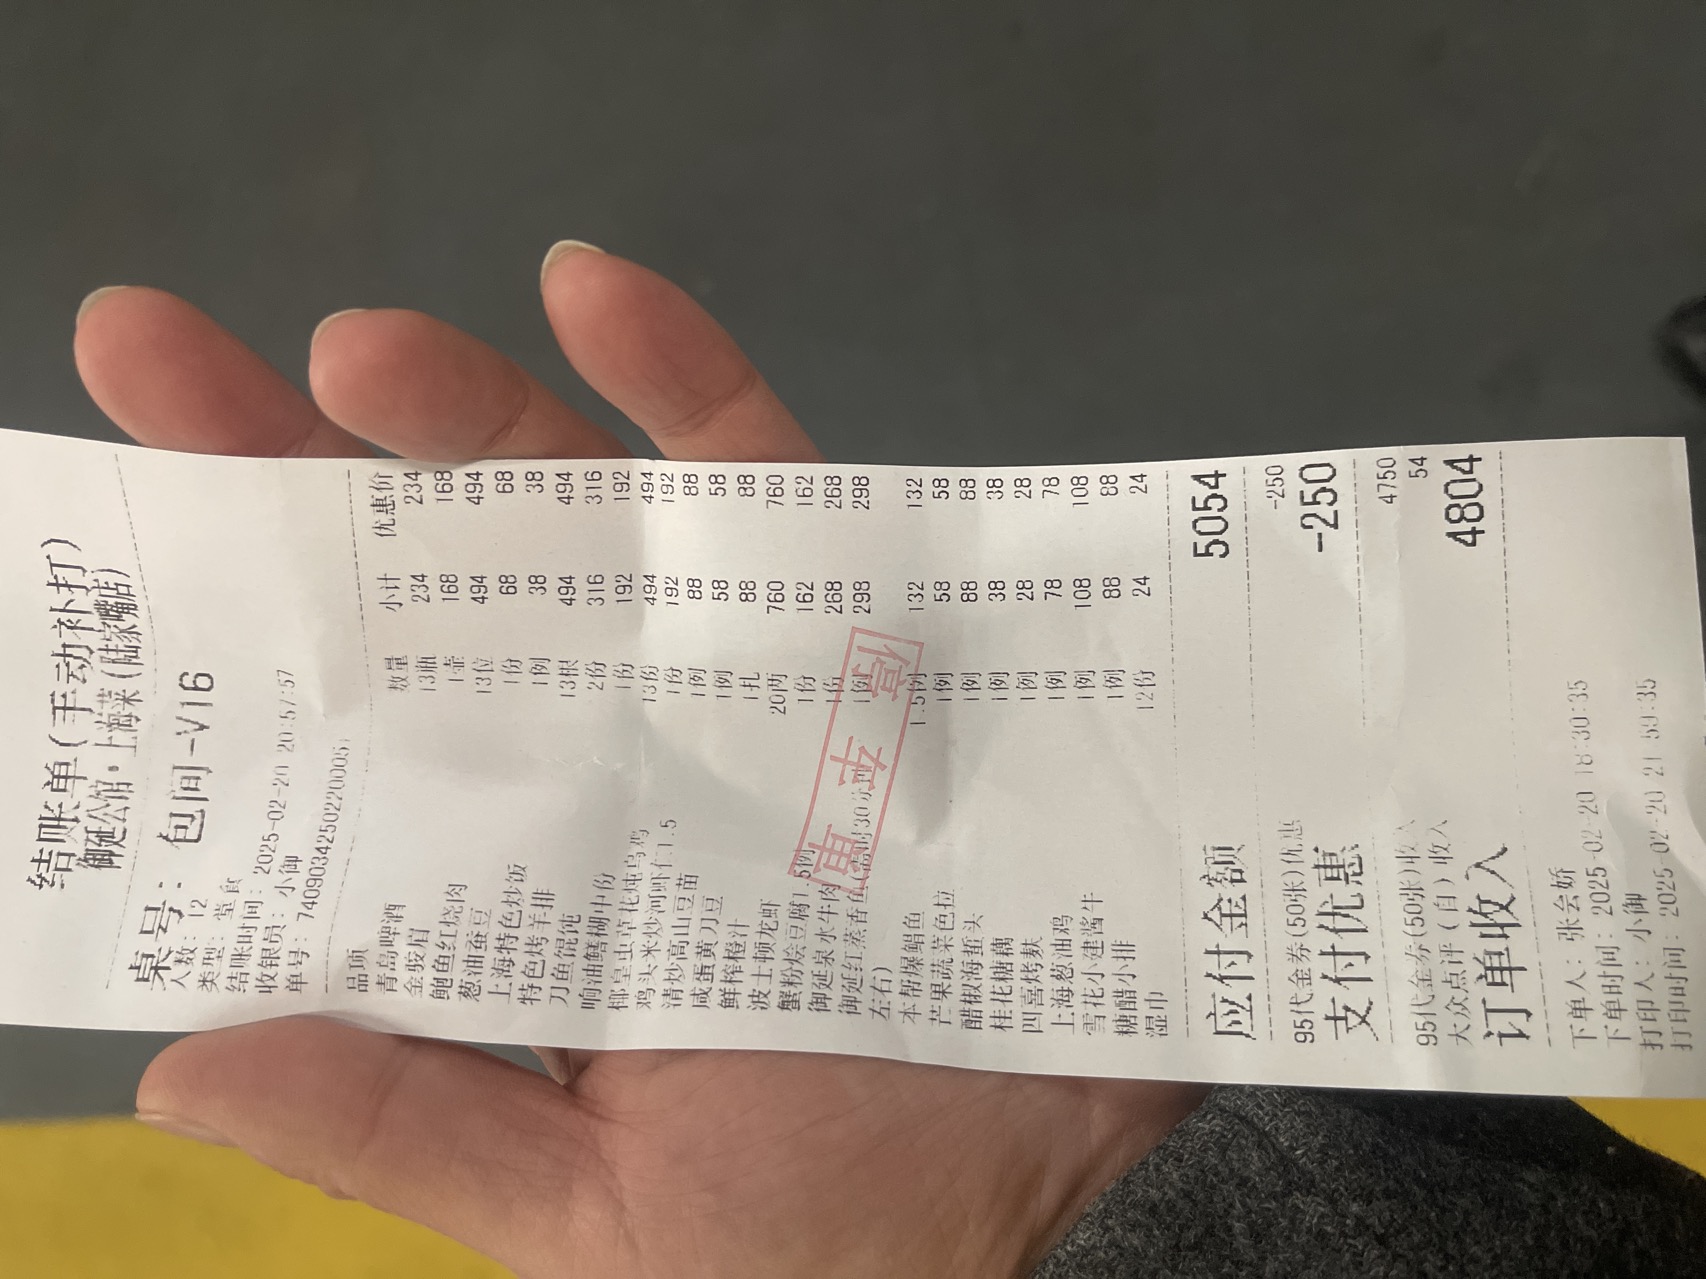 结账单(手动补打)
御延公馆·上海菜(陆家嘴店)
桌号: 包间-V16
人数: 12
类型: 堂食
结账时间: 2025-02-20 20:57:57
收银员: 小御
单号: 740903425022000051
品项 数量 小计 优惠价
青岛啤酒 13瓶 234 234
金骏眉 1壶 168 168
鲍鱼红烧肉 13位 494 494
葱油蚕豆 1份 68 68
上海特色炒饭 1例 38 38
特色烤羊排 13根 494 494
刀鱼馄饨 2份 316 316
响油鳝糊中份 1份 192 192
椰皇虫草花炖乌鸡 13份 494 494
鸡头米炒河虾仁1.5 1份 192 192
清炒高山豆苗 1例 88 88
咸蛋黄刀豆 1例 58 58
鲜榨橙汁 1扎 88 88
波士顿龙虾 20两 760 760
蟹粉烩豆腐1.5例 1份 162 162
御延泉水牛肉 1份 268 268
御延红蒸香鱼(需时30分钟 1例 298 298
左右)
本帮爆鮰鱼 1.5例 132 132
芒果蔬菜色拉 1例 58 58
醋椒海蜇头 1例 88 88
桂花糖藕 1例 38 38
四喜烤麸 1例 28 28
上海葱油鸡 1例 78 78
雪花小建酱牛 1例 108 108
糖醋小排 1例 88 88
湿巾 12份 24 24
停车单
应付金额 5054
95代金券(50张)优惠 -250
支付优惠 -250
95代金券(50张)收入 4750
大众点评(白)收入 54
订单收入 4804
下单人: 张会娇
下单时间: 2025-02-20 18:30:35
打印人: 小御
打印时间: 2025-02-20 21:59:35